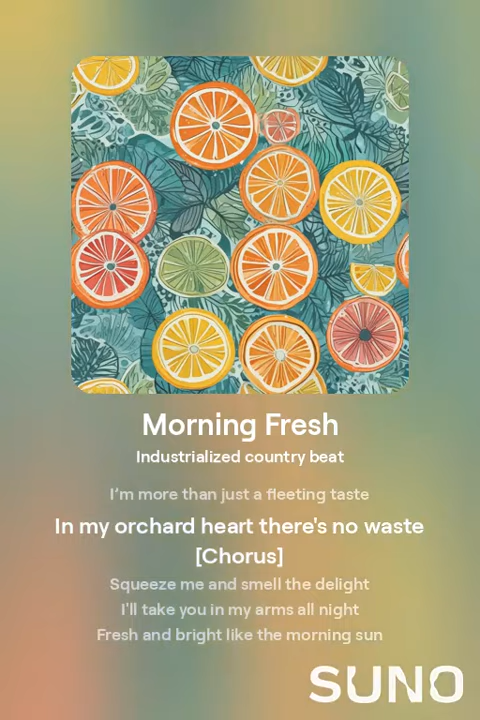 Morning Fresh
Industrialized country beat
I'm more than just a fleeting taste
In my orchard heart there's no waste
[Chorus]
Squeeze me and smell the delight
I'll take you in my arms all night
Fresh and bright like the morning sun
SUNO